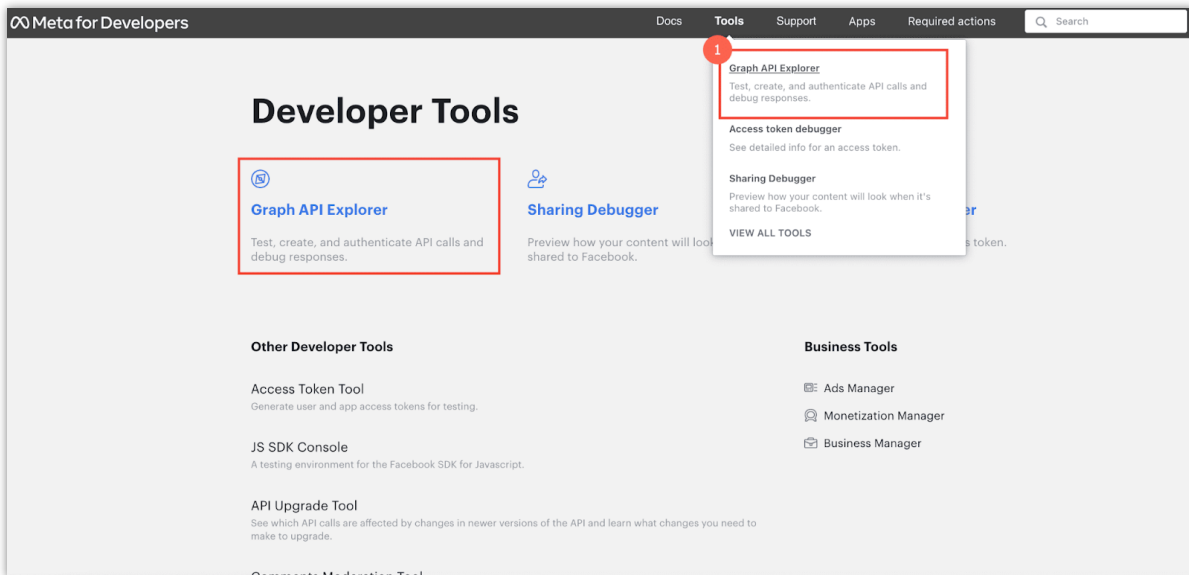 Meta for Developers
Docs
Tools
Support
Apps
Required actions
Search
1
Graph API Explorer
Test, create, and authenticate API calls and
debug responses.
Access token debugger
See detailed info for an access token.
Sharing Debugger
Preview how your content will look when it's
shared to Facebook.
VIEW ALL TOOLS
Developer Tools
Graph API Explorer
Test, create, and authenticate API calls and
debug responses.
Sharing Debugger
Preview how your content will look
shared to Facebook.
er
s token.
Other Developer Tools
Access Token Tool
Generate user and app access tokens for testing.
JS SDK Console
A testing environment for the Facebook SDK for Javascript.
API Upgrade Tool
See which API calls are affected by changes in newer versions of the API and learn what changes you need to
make to upgrade.
Comments Moderation Tool
Business Tools
Ads Manager
Monetization Manager
Business Manager